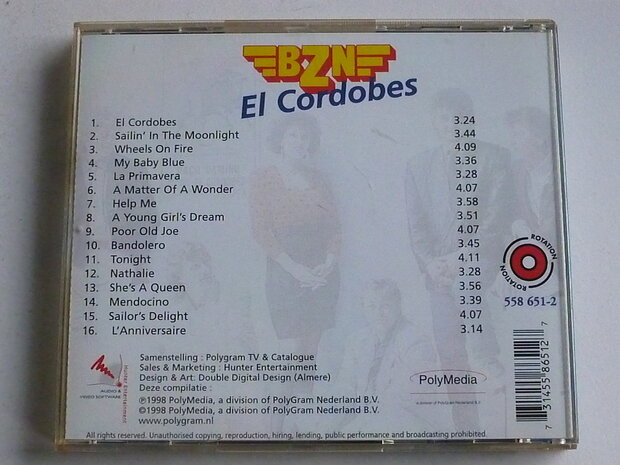 BZN
El Cordobes
1. El Cordobes 3.24
2. Sailin' In The Moonlight 3.44
3. Wheels On Fire 4.09
4. My Baby Blue 3.36
5. La Primavera 3.28
6. A Matter Of A Wonder 4.07
7. Help Me 3.58
8. A Young Girl's Dream 3.51
9. Poor Old Joe 4.07
10. Bandolero 3.45
11. Tonight 4.11
12. Nathalie 3.28
13. She's A Queen 3.56
14. Mendocino 3.39
15. Sailor's Delight 4.07
16. L'Anniversaire 3.14
ROTATION
ROTATION
558 651-2
7 31455 86512 7
Hunter Entertainment
AUDIO &
VIDEO SOFTWARE
Samenstelling : Polygram TV & Catalogue
Sales & Marketing : Hunter Entertainment
Design & Art: Double Digital Design (Almere)
Deze compilatie :
℗1998 PolyMedia, a division of PolyGram Nederland B.V.
©1998 PolyMedia, a division of PolyGram Nederland B.V.
www.polygram.nl
PolyMedia
a division of PolyGram Nederland B.V.
All rights reserved. Unauthorised copying, reproduction, hiring, lending, public performance and broadcasting prohibited.